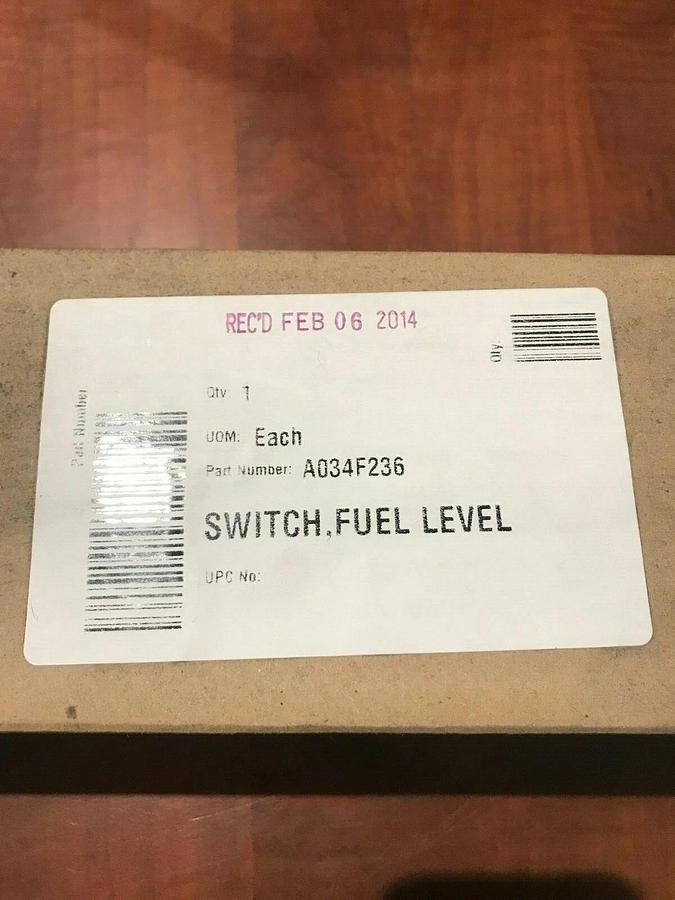 REC'D FEB 06 2014
Qty.
Qty: 1
Part Number
UOM: Each
Part Number: A034F236
SWITCH,FUEL LEVEL
UPC No: